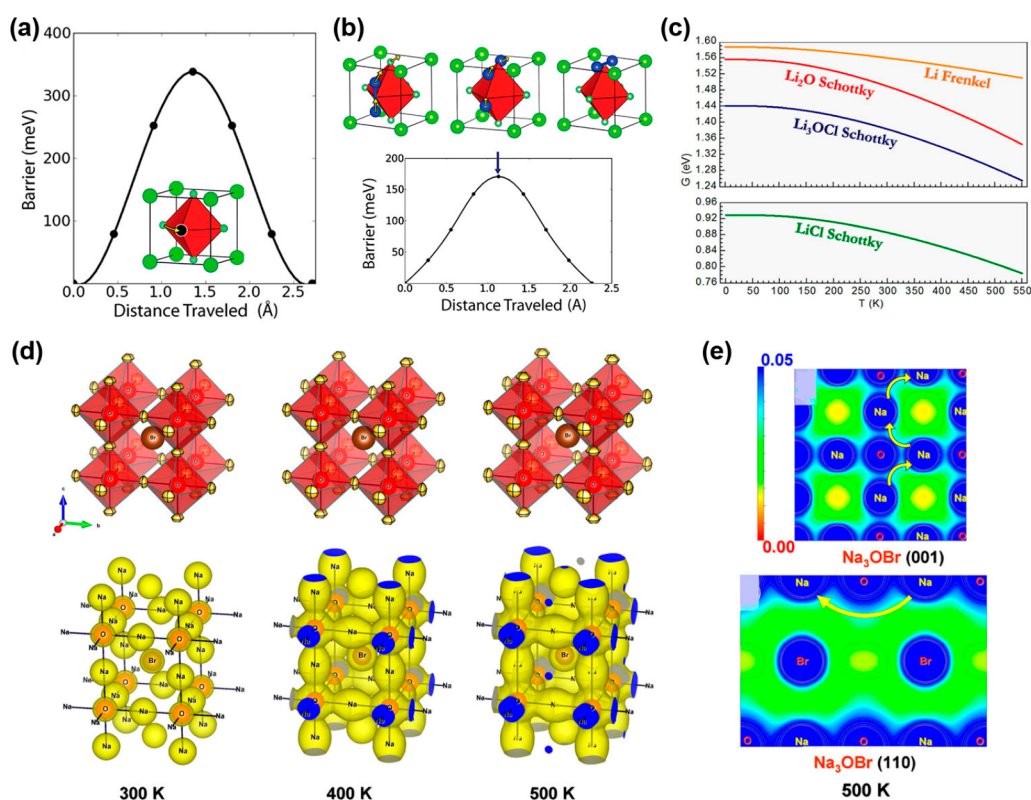 (a)
400
300
200
100
Barrier (meV)
0.0 0.5 1.0 1.5 2.0 2.5
Distance Traveled (Å)
(b)
200
150
100
50
Barrier (meV)
0.0 0.5 1.0 1.5 2.0 2.5
Distance Traveled (A)
(c)
1.60
1.56
1.52
1.48
1.44
1.40
1.36
1.32
1.28
1.24
G (eV)
Li Frenkel
Li₂O Schottky
Li₃OCl Schottky
0.96
0.92
0.88
0.84
0.80
0.76
LiCl Schottky
0 50 100 150 200 250 300 350 400 450 500 550
T (K)
(d)
Br
Br
Br
c
a
b
Na
Na
Na
O
Br
300 K
400 K
500 K
(e)
0.05
0.00
Na
O
Na
Na
Na
Na
O
Na
Na₃OBr (001)
O
Na
O
Na
O
Br
Br
O
Na
O
Na
O
Na₃OBr (110)
500 K